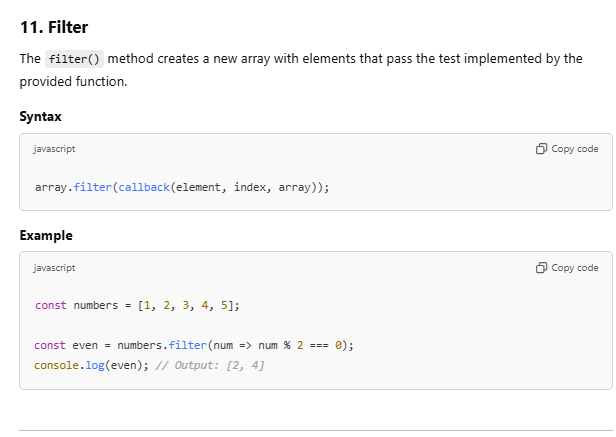 11. Filter
The filter() method creates a new array with elements that pass the test implemented by the
provided function.
Syntax
javascript Copy code
array.filter(callback(element, index, array));
Example
javascript Copy code
const numbers = [1, 2, 3, 4, 5];
const even = numbers.filter(num => num % 2 === 0);
console.log(even); // Output: [2, 4]